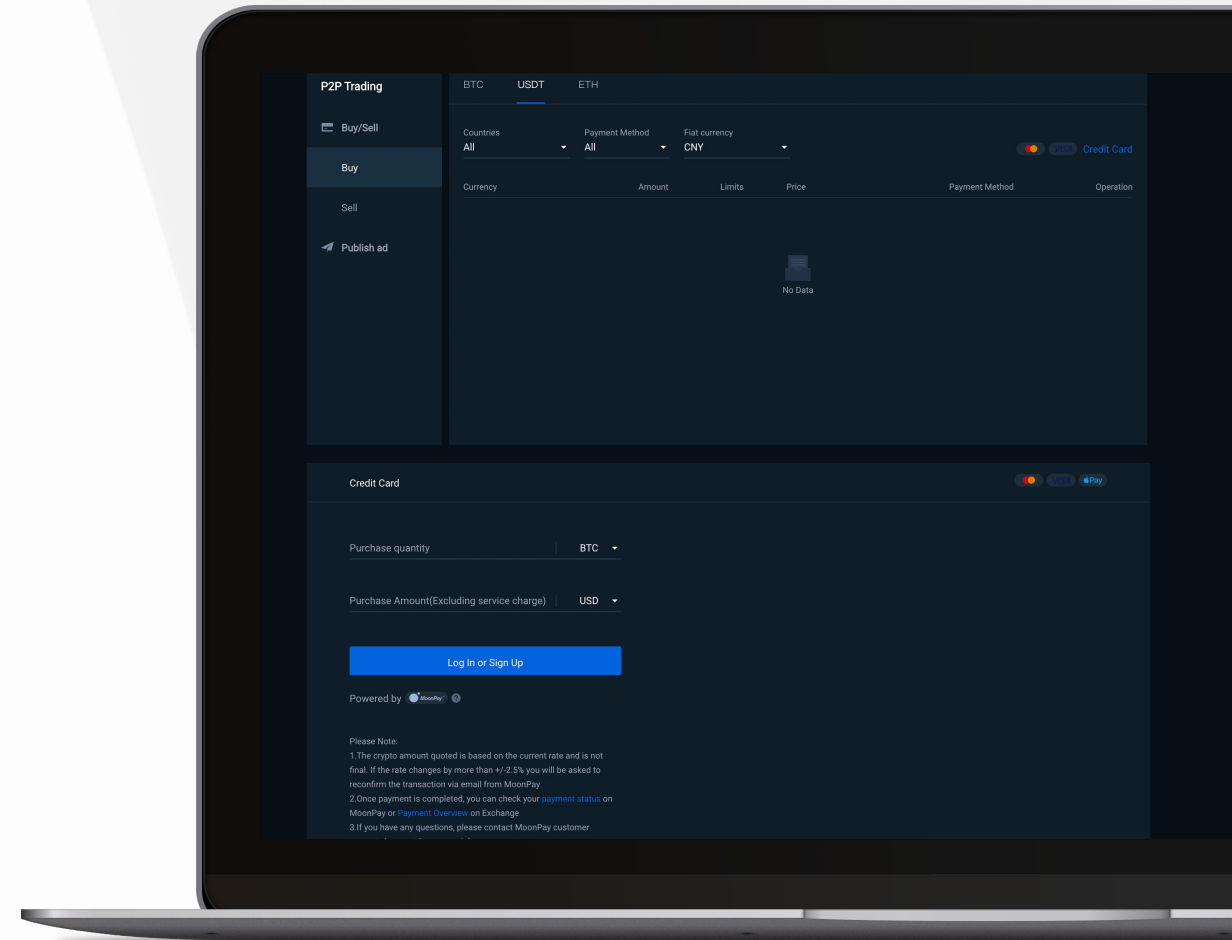 P2P Trading
BTC USDT ETH
Buy/Sell
Buy
Sell
Publish ad
Countries Payment Method Fiat currency
All All CNY
VISA Credit Card
Currency Amount Limits Price Payment Method Operation
No Data
Credit Card
VISA Pay
Purchase quantity BTC
Purchase Amount(Excluding service charge) USD
Log In or Sign Up
Powered by MoonPay ?
Please Note:
1.The crypto amount quoted is based on the current rate and is not
final. If the rate changes by more than +/-2.5% you will be asked to
reconfirm the transaction via email from MoonPay
2.Once payment is completed, you can check your payment status on
MoonPay or Payment Overview on Exchange
3.If you have any questions, please contact MoonPay customer